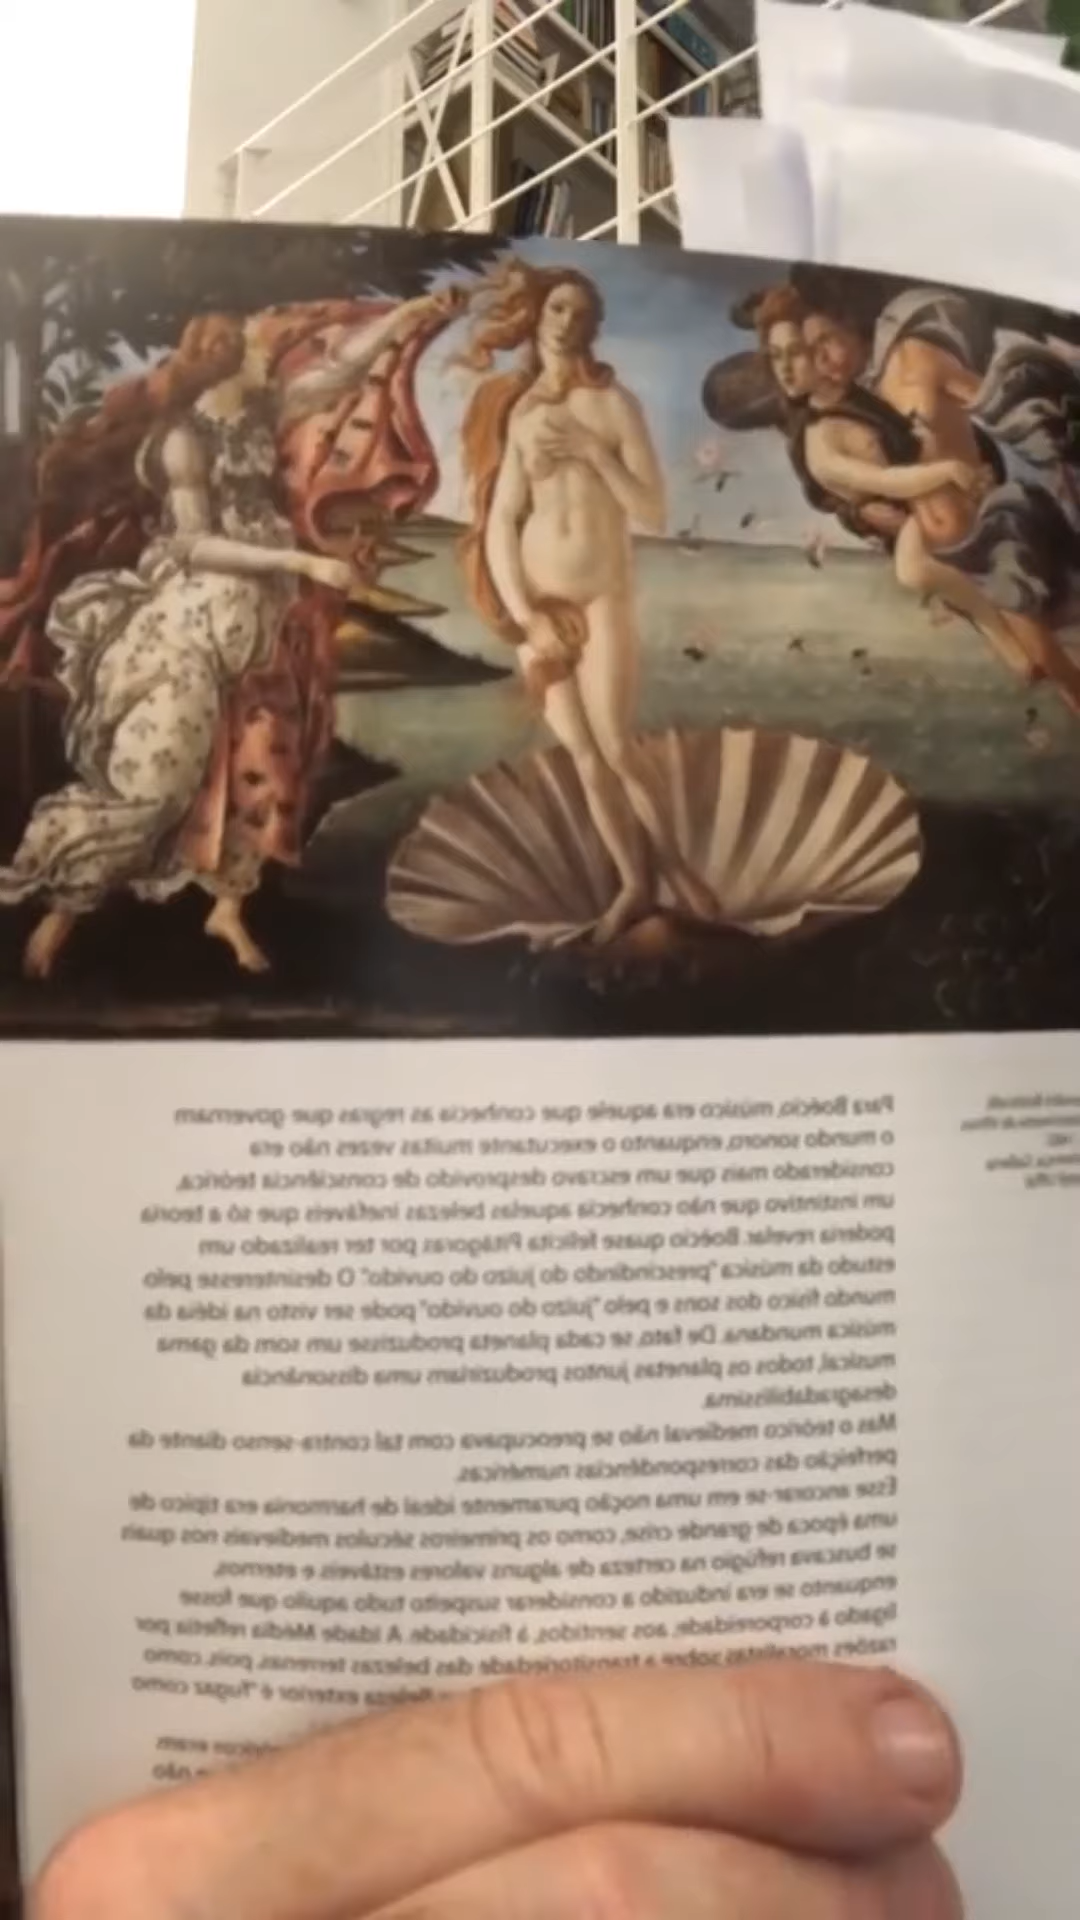 Para Boécio, músico era aquele que conhecia as regras que governam
o mundo sonoro, enquanto o executante muitas vezes não era
considerado mais que um escravo desprovido de consciência teórica,
um instintivo que não conhecia aquelas belezas inefáveis que só a teoria
poderia revelar. Boécio quase felicita Pitágoras por ter realizado um
estudo da música "prescindindo do juízo do ouvido". O desinteresse pelo
mundo físico dos sons e pelo "juízo do ouvido" pode ser visto na idéia da
música mundana. De fato, se cada planeta produzisse um som da gama
musical, todos os planetas juntos produziriam uma dissonância
desagradabilíssima.
Mas o teórico medieval não se preocupava com tal contra-senso diante da
perfeição das correspondências numéricas.
Esse ancorar-se em uma noção puramente ideal de harmonia era típico de
uma época de grande crise, como os primeiros séculos medievais nos quais
se buscava refúgio na certeza de alguns valores estáveis e eternos,
enquanto se era induzido a considerar suspeito tudo aquilo que fosse
ligado à corporeidade, aos sentidos, à fisicidade. A Idade Média refletia por
razões moralistas sobre a transitoriedade das belezas terrenas, pois, como
Beleza exterior é "fugaz como
eram
não